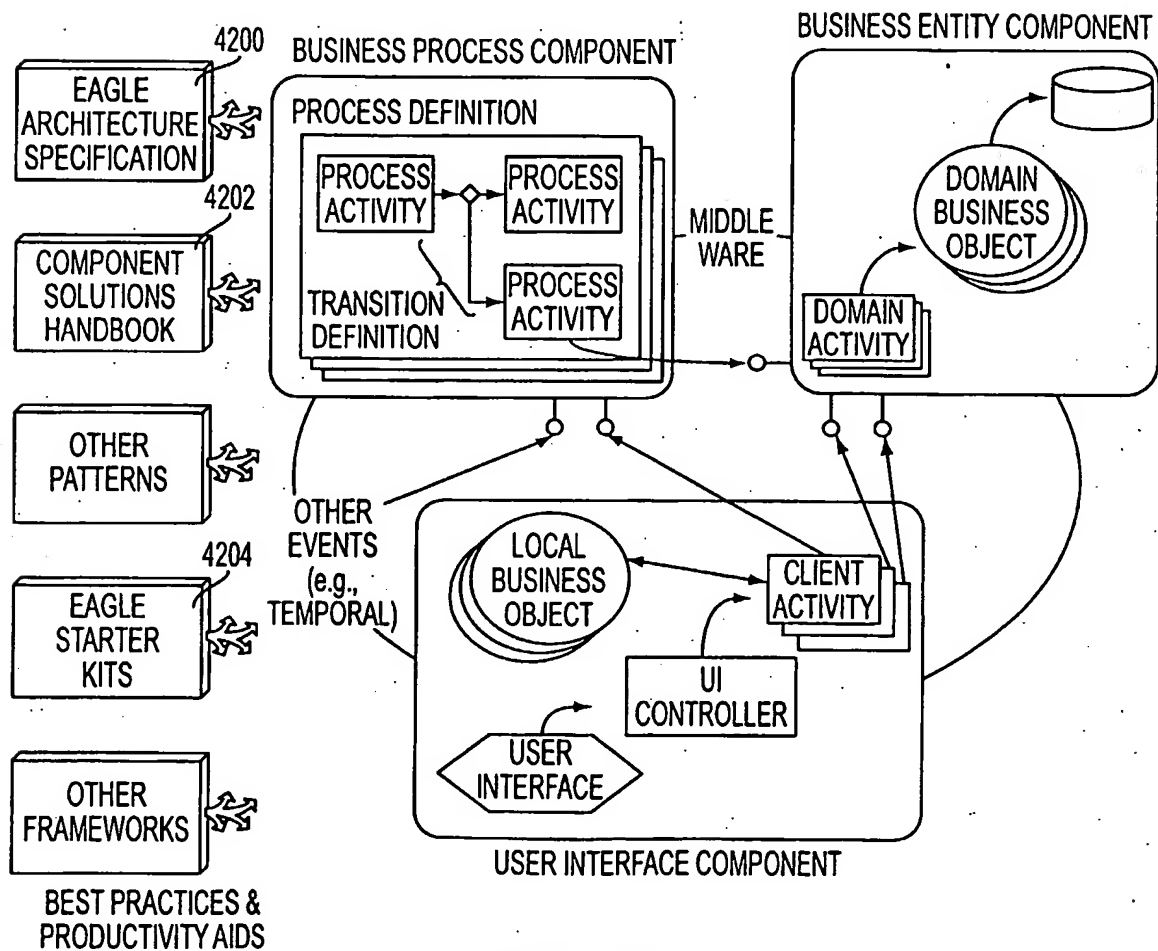 4200
EAGLE
ARCHITECTURE
SPECIFICATION
4202
COMPONENT
SOLUTIONS
HANDBOOK
OTHER
PATTERNS
4204
EAGLE
STARTER
KITS
OTHER
FRAMEWORKS
BEST PRACTICES &
PRODUCTIVITY AIDS
BUSINESS PROCESS COMPONENT
PROCESS DEFINITION
PROCESS
ACTIVITY
PROCESS
ACTIVITY
PROCESS
ACTIVITY
TRANSITION
DEFINITION
MIDDLE
WARE
BUSINESS ENTITY COMPONENT
DOMAIN
BUSINESS
OBJECT
DOMAIN
ACTIVITY
OTHER
EVENTS
(e.g.,
TEMPORAL)
LOCAL
BUSINESS
OBJECT
CLIENT
ACTIVITY
UI
CONTROLLER
USER
INTERFACE
USER INTERFACE COMPONENT